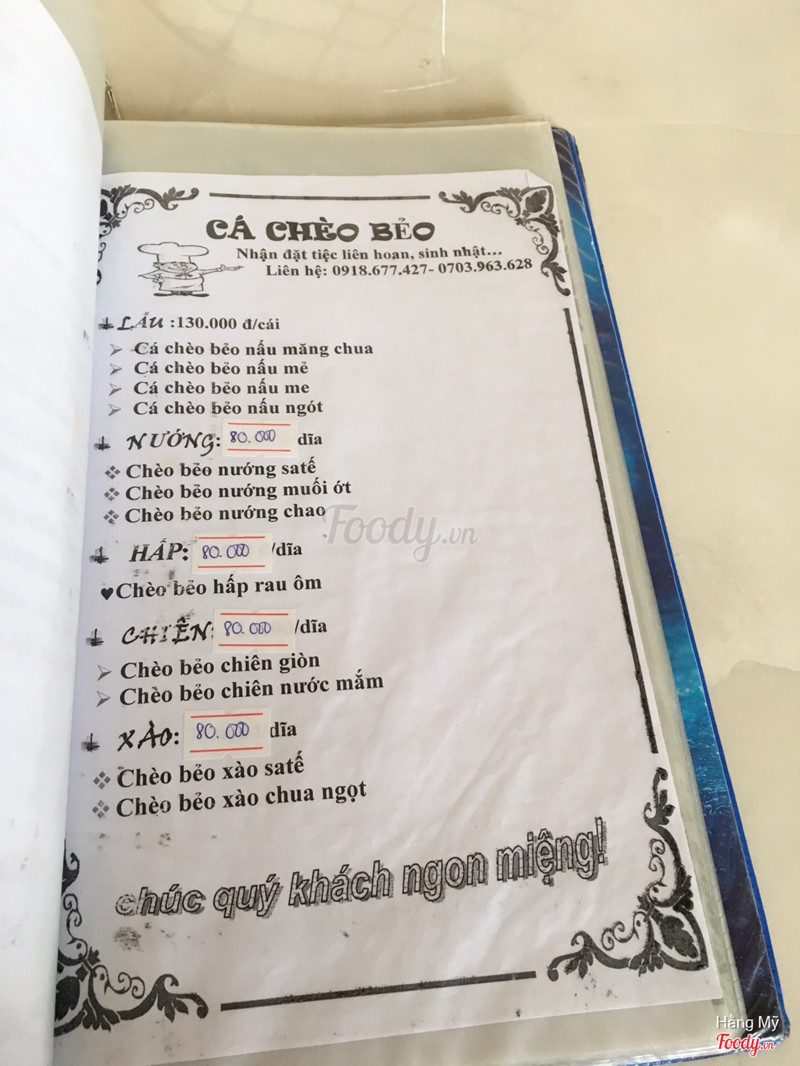 CÁ CHÈO BẺO
Nhận đặt tiệc liên hoan, sinh nhật...
Liên hệ: 0918.677.427- 0703.963.628
LẨU :130.000 đ/cái
Cá chèo bẻo nấu măng chua
Cá chèo bẻo nấu mẻ
Cá chèo bẻo nấu me
Cá chèo bẻo nấu ngót
NƯỚNG: 80.000 dĩa
Chèo bẻo nướng satế
Chèo bẻo nướng muối ớt
Chèo bẻo nướng chao
Foody.vn
HẤP: 80.000 /dĩa
Chèo bẻo hấp rau ôm
CHIÊN: 80.000 /dĩa
Chèo bẻo chiên giòn
Chèo bẻo chiên nước mắm
XÀO: 80.000 dĩa
Chèo bẻo xào satế
Chèo bẻo xào chua ngọt
chúc quý khách ngon miệng!
Hằng Mỹ
Foody.vn